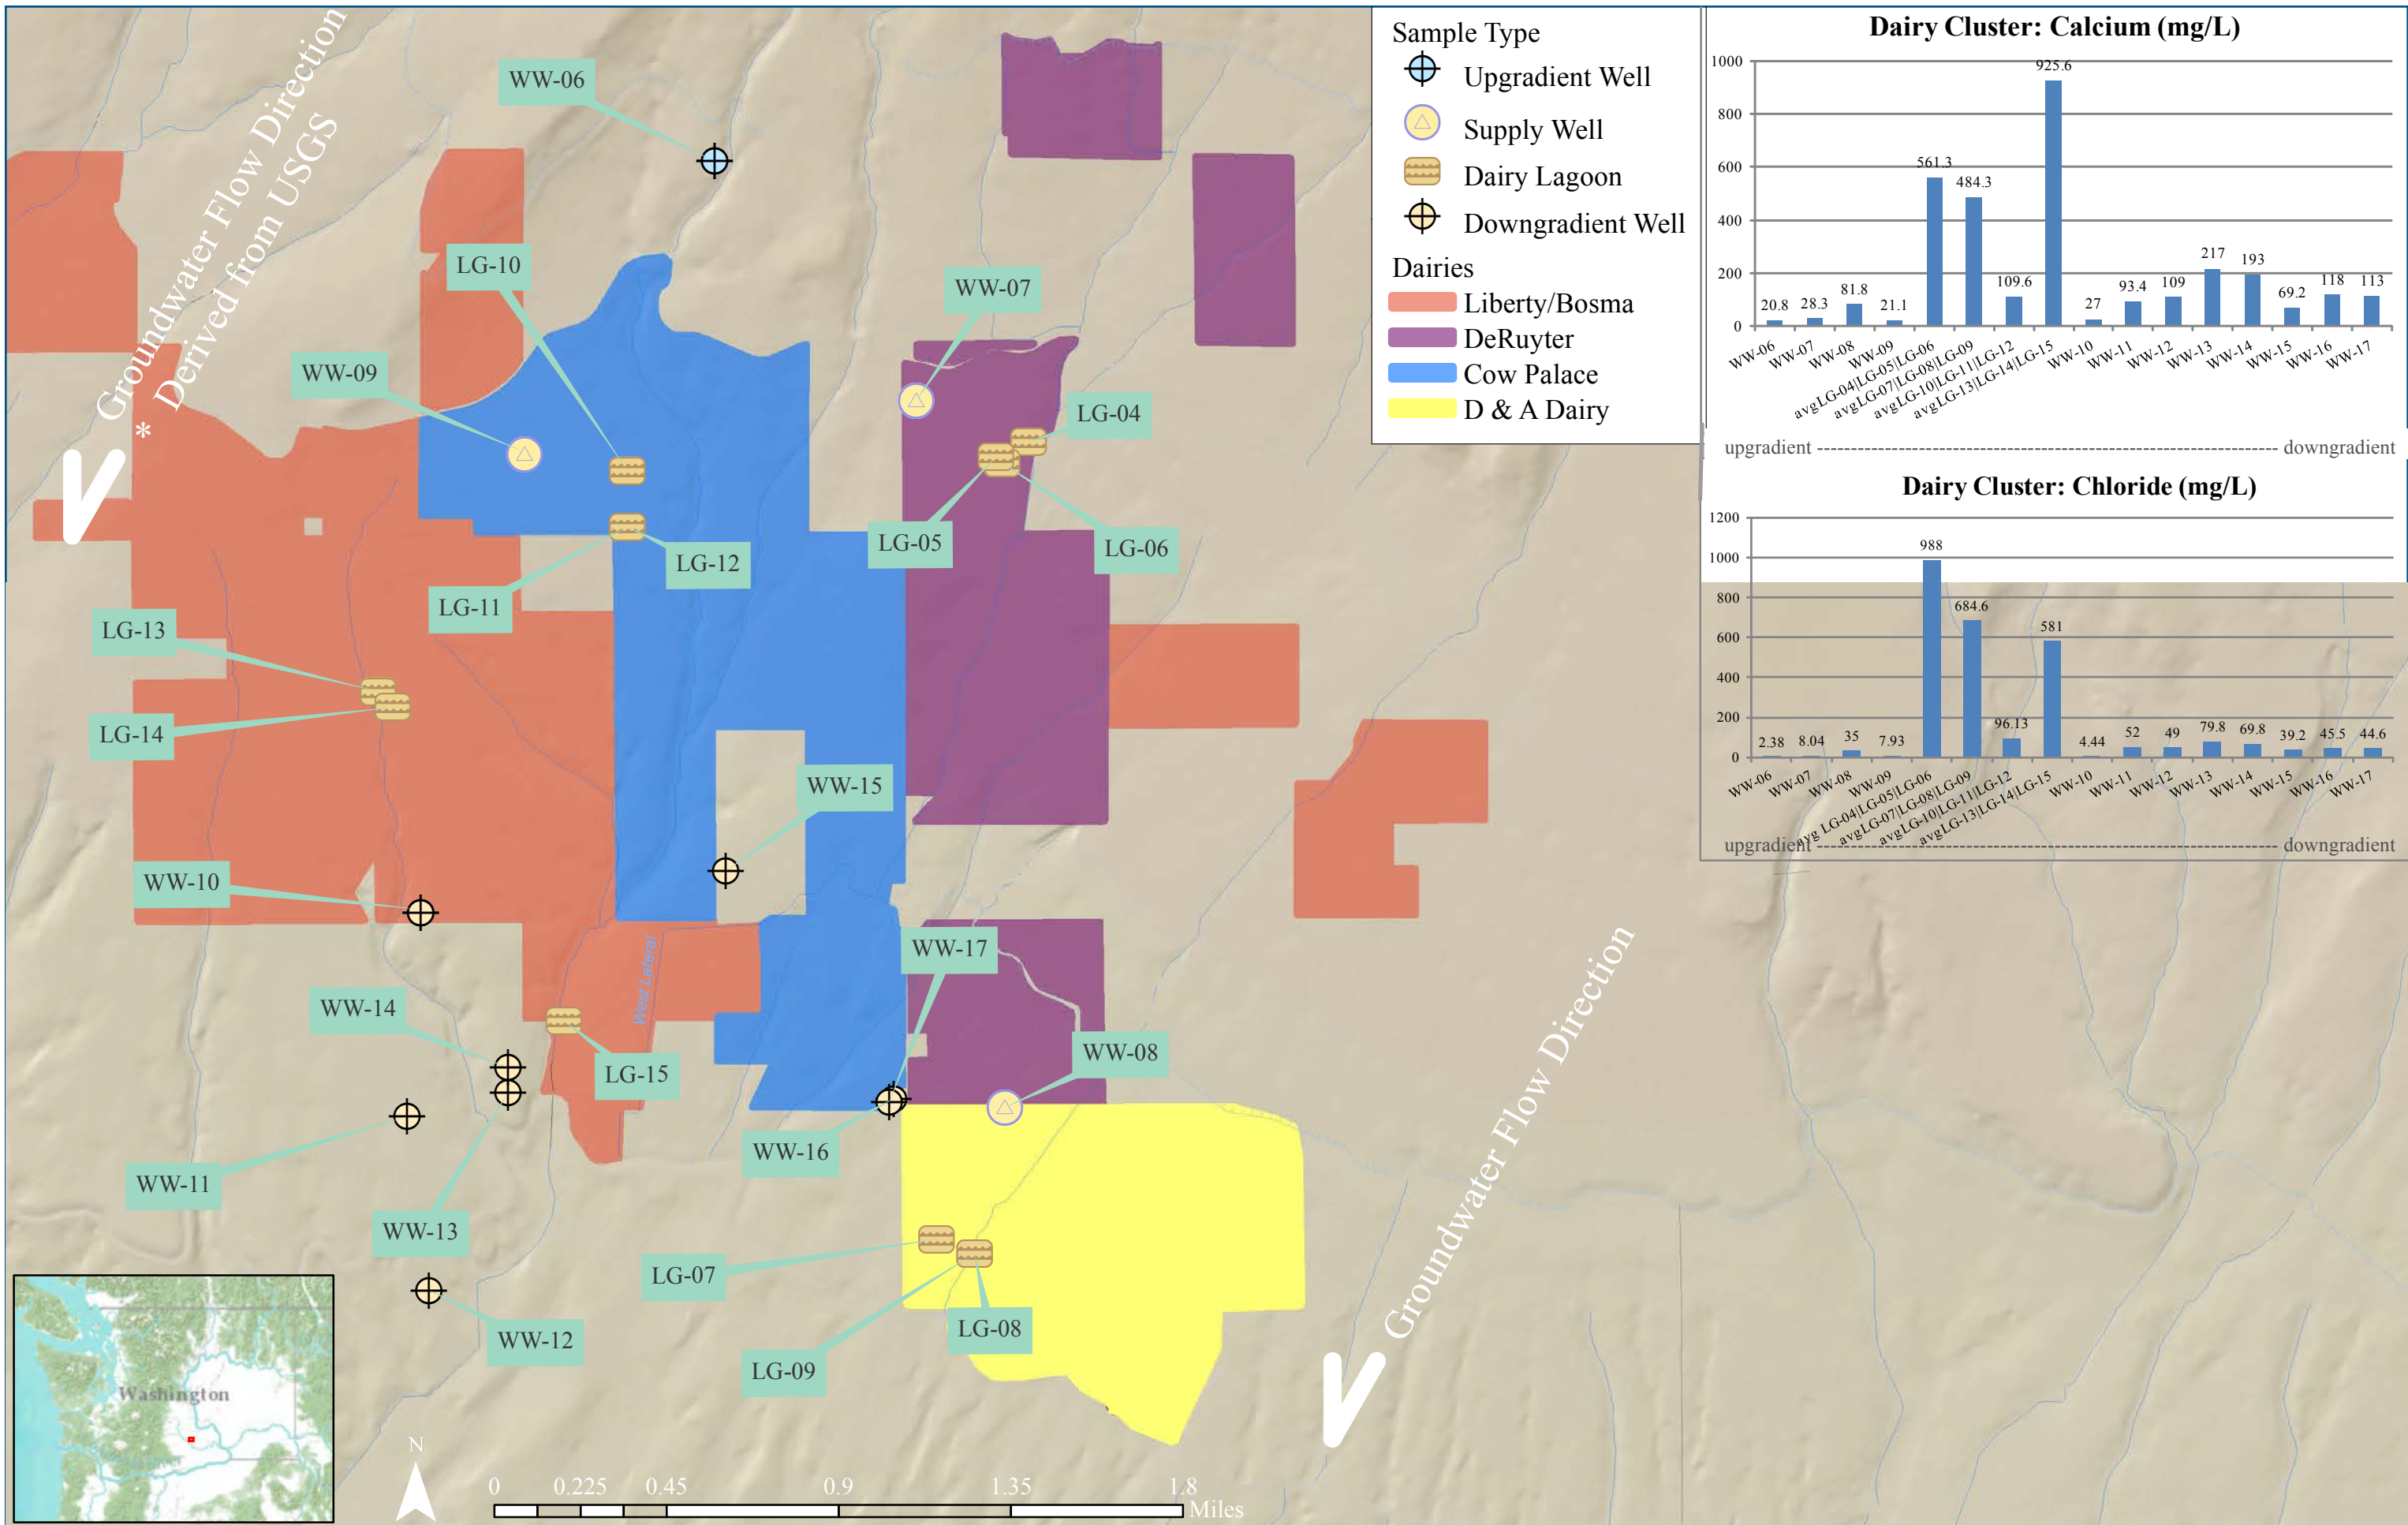 Groundwater Flow Direction
* Derived from USGS
WW-06
LG-10
WW-09
WW-07
LG-04
LG-05
LG-06
LG-12
LG-11
LG-13
LG-14
WW-15
WW-10
WW-17
WW-14
West Lateral
WW-08
LG-15
WW-16
WW-11
WW-13
LG-07
LG-08
WW-12
LG-09
Groundwater Flow Direction
Washington
N
0 0.225 0.45 0.9 1.35 1.8
Miles
Sample Type
Upgradient Well
Supply Well
Dairy Lagoon
Downgradient Well
Dairies
Liberty/Bosma
DeRuyter
Cow Palace
D & A Dairy
Dairy Cluster: Calcium (mg/L)
1000
800
600
400
200
0
20.8 28.3 81.8 21.1 561.3 484.3 109.6 925.6 27 93.4 109 217 193 69.2 118 113
WW-06
WW-07
WW-08
WW-09
avgLG-04|LG-05|LG-06
avgLG-07|LG-08|LG-09
avgLG-10|LG-11|LG-12
avgLG-13|LG-14|LG-15
WW-10
WW-11
WW-12
WW-13
WW-14
WW-15
WW-16
WW-17
upgradient ---------------------------------------------------------------------- downgradient
Dairy Cluster: Chloride (mg/L)
1200
1000
800
600
400
200
0
2.38 8.04 35 7.93 988 684.6 96.13 581 4.44 52 49 79.8 69.8 39.2 45.5 44.6
WW-06
WW-07
WW-08
WW-09
avg LG-04|LG-05|LG-06
avgLG-07|LG-08|LG-09
avgLG-10|LG-11|LG-12
avgLG-13|LG-14|LG-15
WW-10
WW-11
WW-12
WW-13
WW-14
WW-15
WW-16
WW-17
upgradient ---------------------------------------------------------------------- downgradient